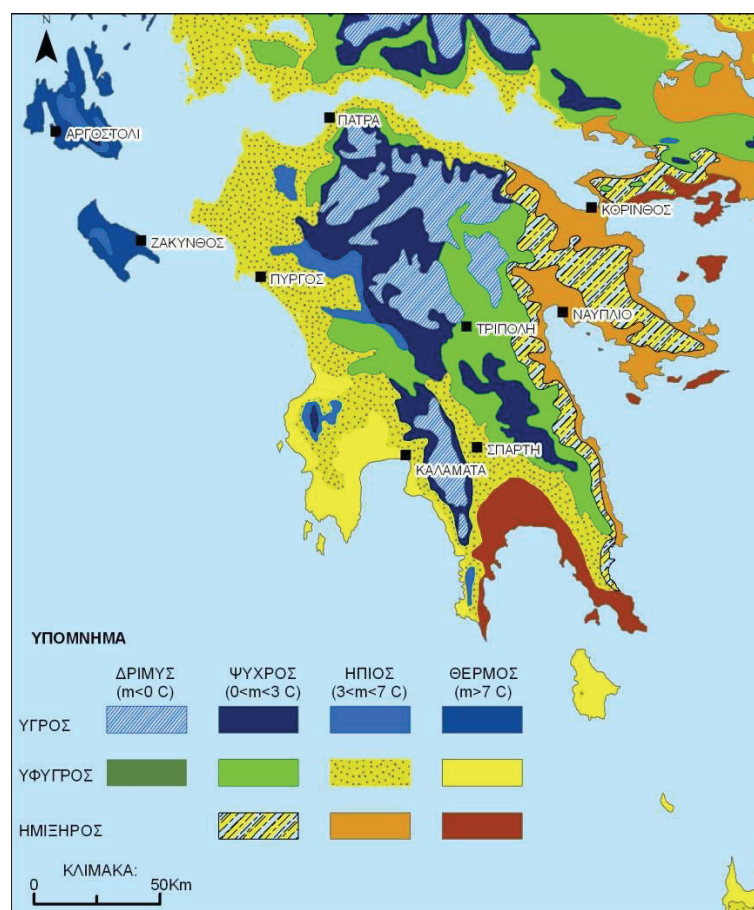 N
ΠΑΤΡΑ
ΑΡΓΟΣΤΟΛΙ
ΚΟΡΙΝΘΟΣ
ΖΑΚΥΝΘΟΣ
ΠΥΡΓΟΣ
ΝΑΥΠΛΙΟ
ΤΡΙΠΟΛΗ
ΣΠΑΡΤΗ
ΚΑΛΑΜΑΤΑ
ΥΠΟΜΝΗΜΑ
ΔΡΙΜΥΣ ΨΥΧΡΟΣ ΗΠΙΟΣ ΘΕΡΜΟΣ
(m<0 C) (0<m<3 C) (3<m<7 C) (m>7 C)
ΥΓΡΟΣ
ΥΦΥΓΡΟΣ
ΗΜΙΞΗΡΟΣ
ΚΛΙΜΑΚΑ:
0 50Km